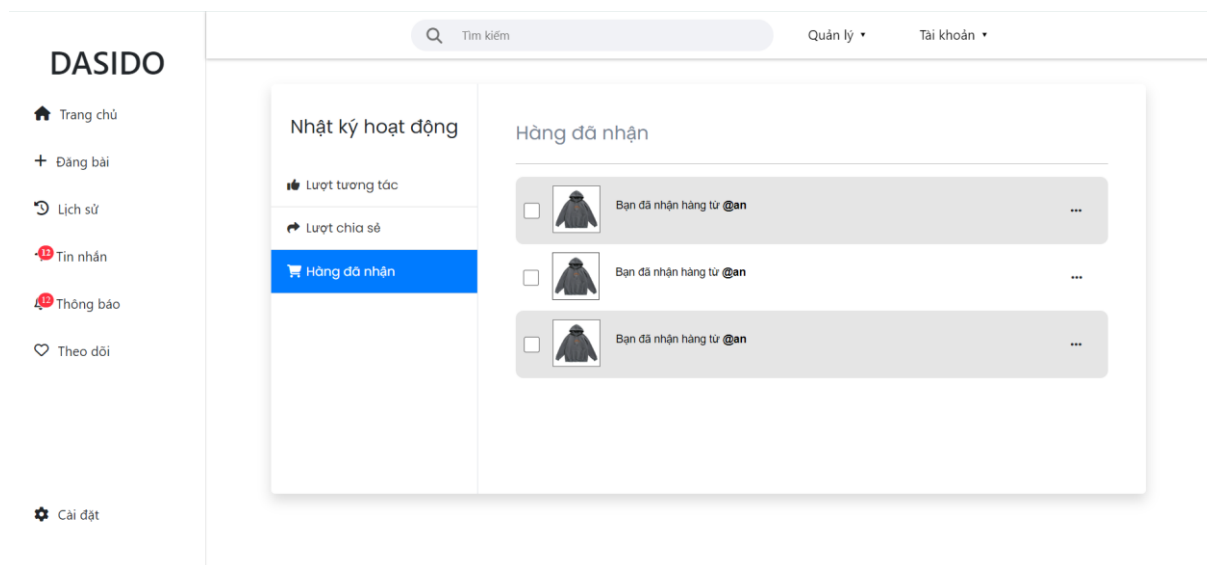 DASIDO
Trang chủ
Đăng bài
Lịch sử
12
Tin nhắn
12
Thông báo
Theo dõi
Cài đặt
Tìm kiếm
Quản lý
Tài khoản
Nhật ký hoạt động
Lượt tương tác
Lượt chia sẻ
Hàng đã nhận
Hàng đã nhận
Bạn đã nhận hàng từ @an
Bạn đã nhận hàng từ @an
Bạn đã nhận hàng từ @an